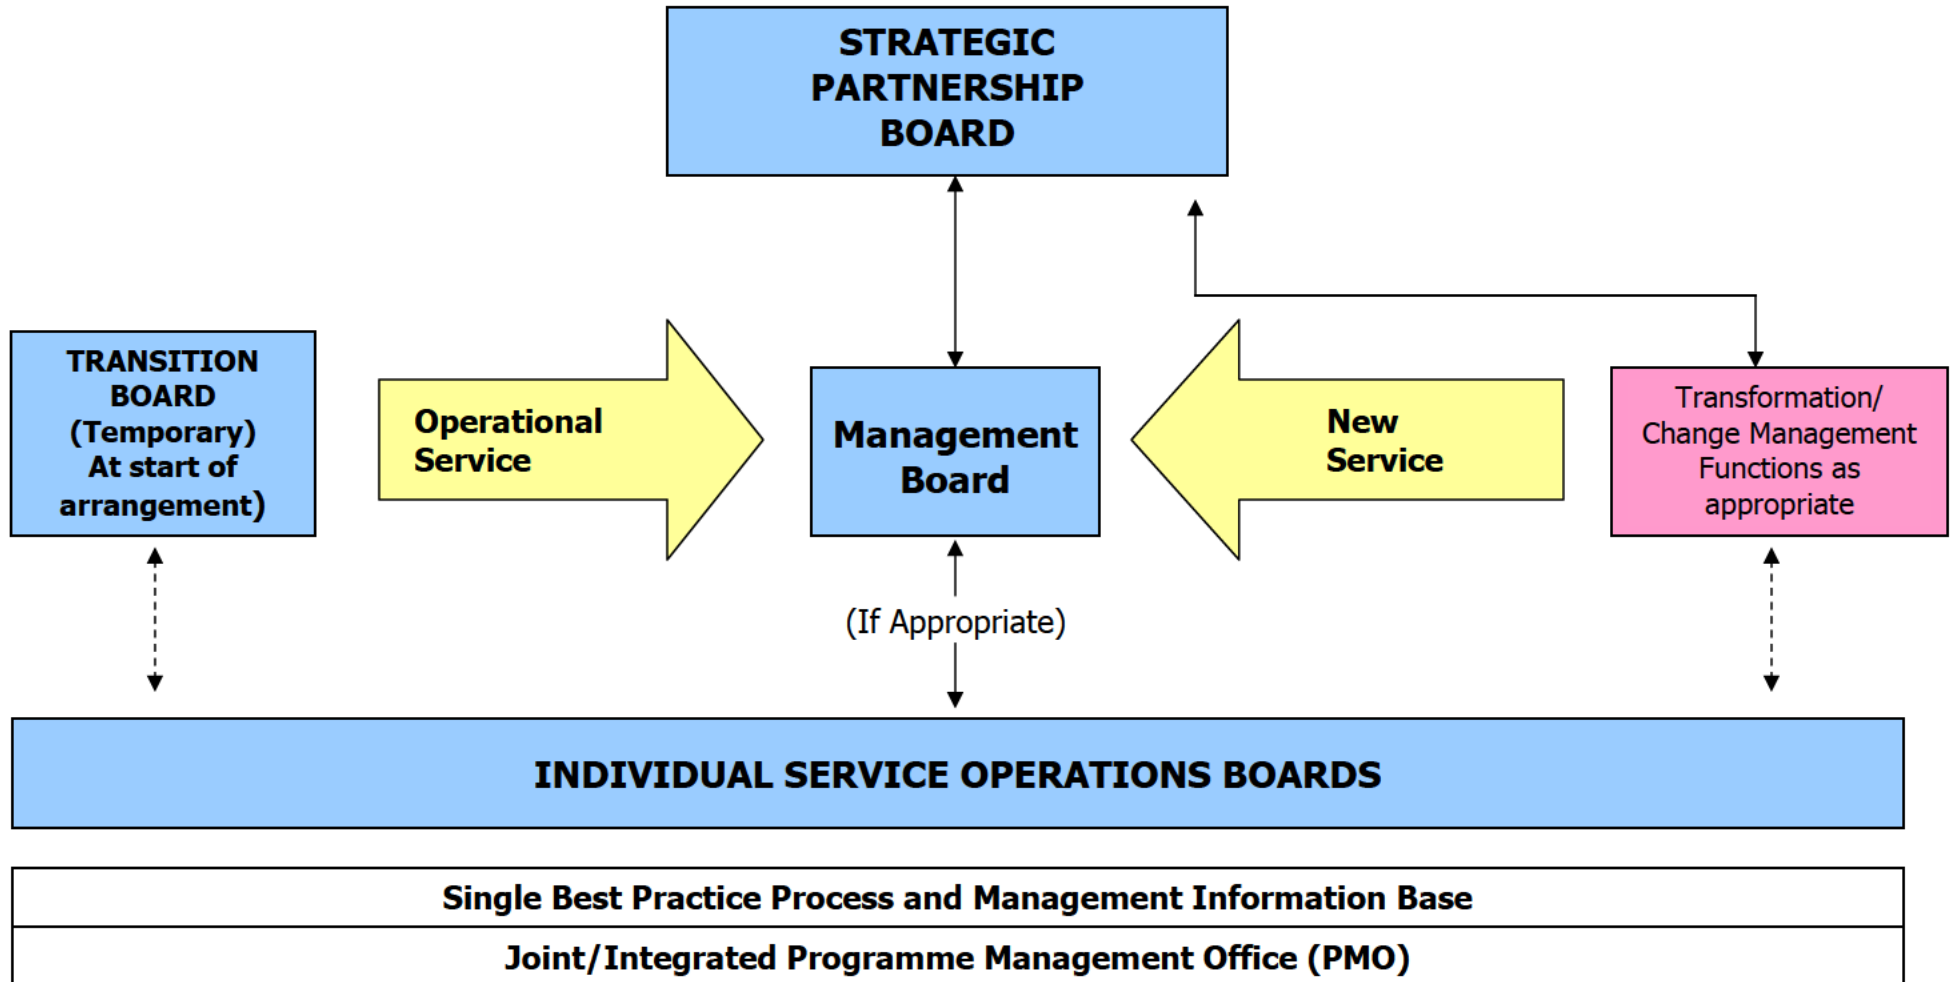 STRATEGIC
PARTNERSHIP
BOARD
TRANSITION
BOARD
(Temporary)
At start of
arrangement)
Operational
Service
Management
Board
New
Service
Transformation/
Change Management
Functions as
appropriate
(If Appropriate)
INDIVIDUAL SERVICE OPERATIONS BOARDS
Single Best Practice Process and Management Information Base
Joint/Integrated Programme Management Office (PMO)